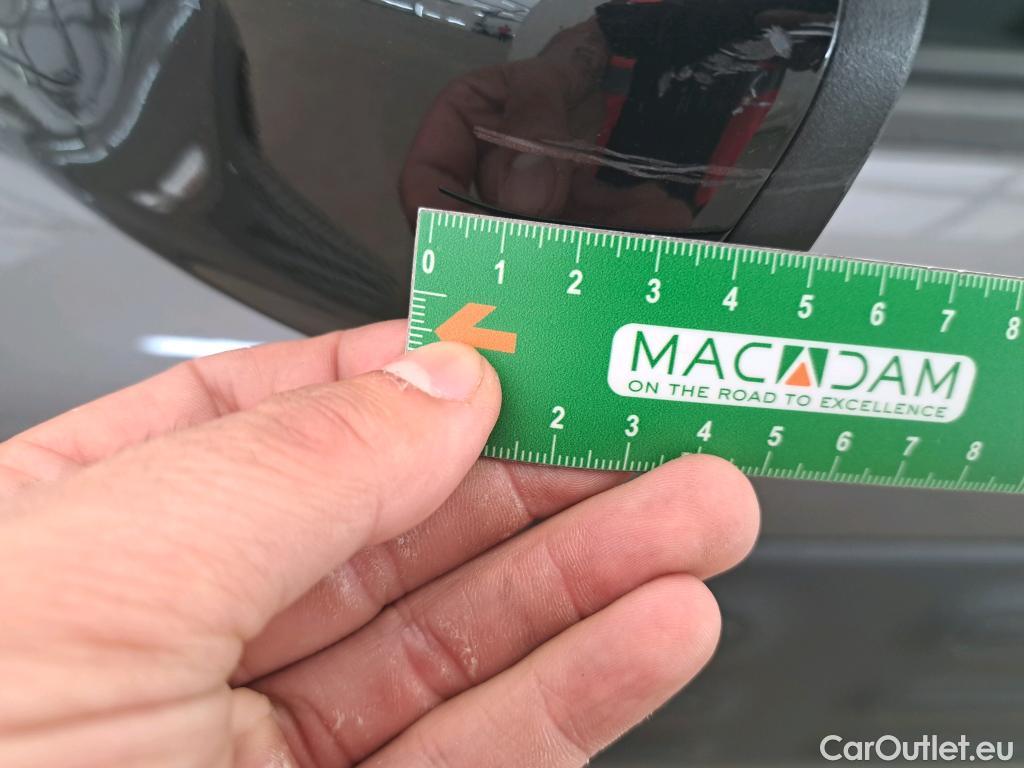 0 1 2 3 4 5 6 7 8
MACADAM
ON THE ROAD TO EXCELLENCE
2 3 4 5 6 7 8
CarOutlet.eu